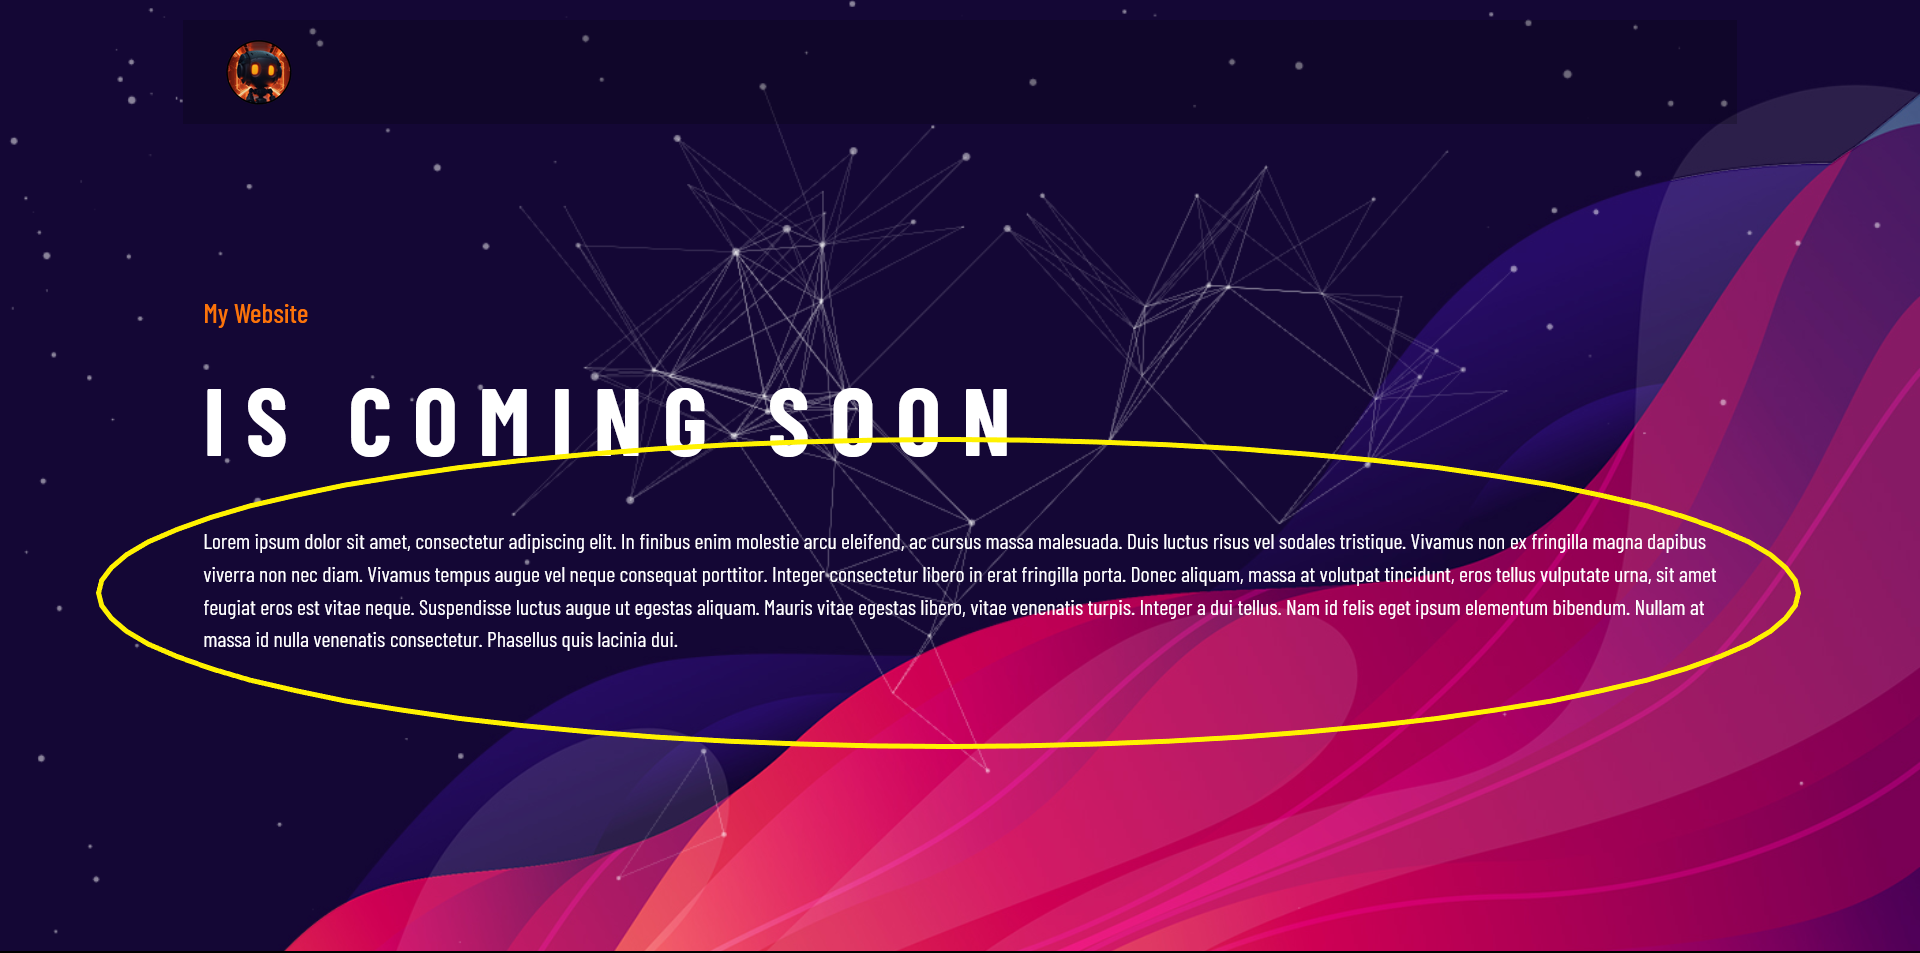 My Website
IS COMING SOON
Lorem ipsum dolor sit amet, consectetur adipiscing elit. In finibus enim molestie arcu eleifend, ac cursus massa malesuada. Duis luctus risus vel sodales tristique. Vivamus non ex fringilla magna dapibus
viverra non nec diam. Vivamus tempus augue vel neque consequat porttitor. Integer consectetur libero in erat fringilla porta. Donec aliquam, massa at volutpat tincidunt, eros tellus vulputate urna, sit amet
feugiat eros est vitae neque. Suspendisse luctus augue ut egestas aliquam. Mauris vitae egestas libero, vitae venenatis turpis. Integer a dui tellus. Nam id felis eget ipsum elementum bibendum. Nullam at
massa id nulla venenatis consectetur. Phasellus quis lacinia dui.